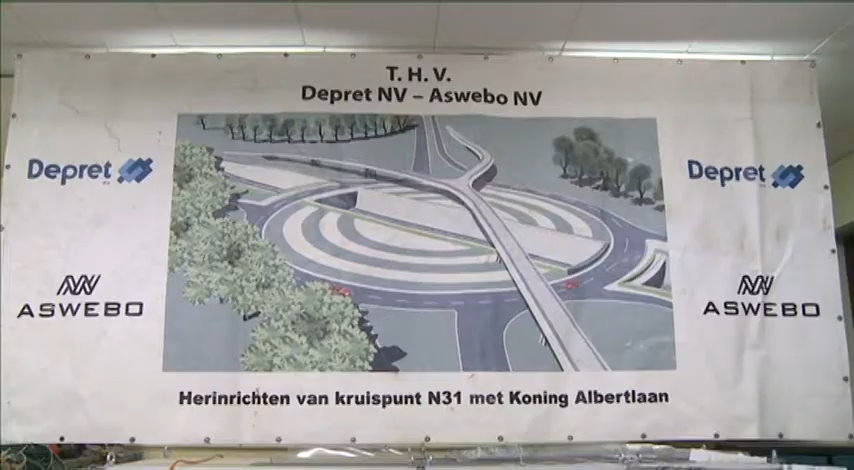 T. H. V.
Depret NV – Aswebo NV
Depret
Depret
ASWEBO
ASWEBO
Herinrichten van kruispunt N31 met Koning Albertlaan